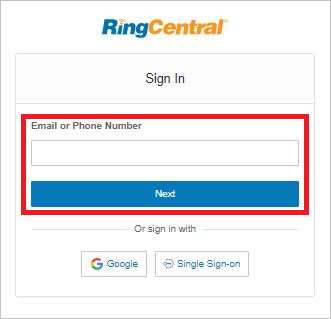 RingCentral
Sign In
Email or Phone Number
Next
Or sign in with
Google
Single Sign-on